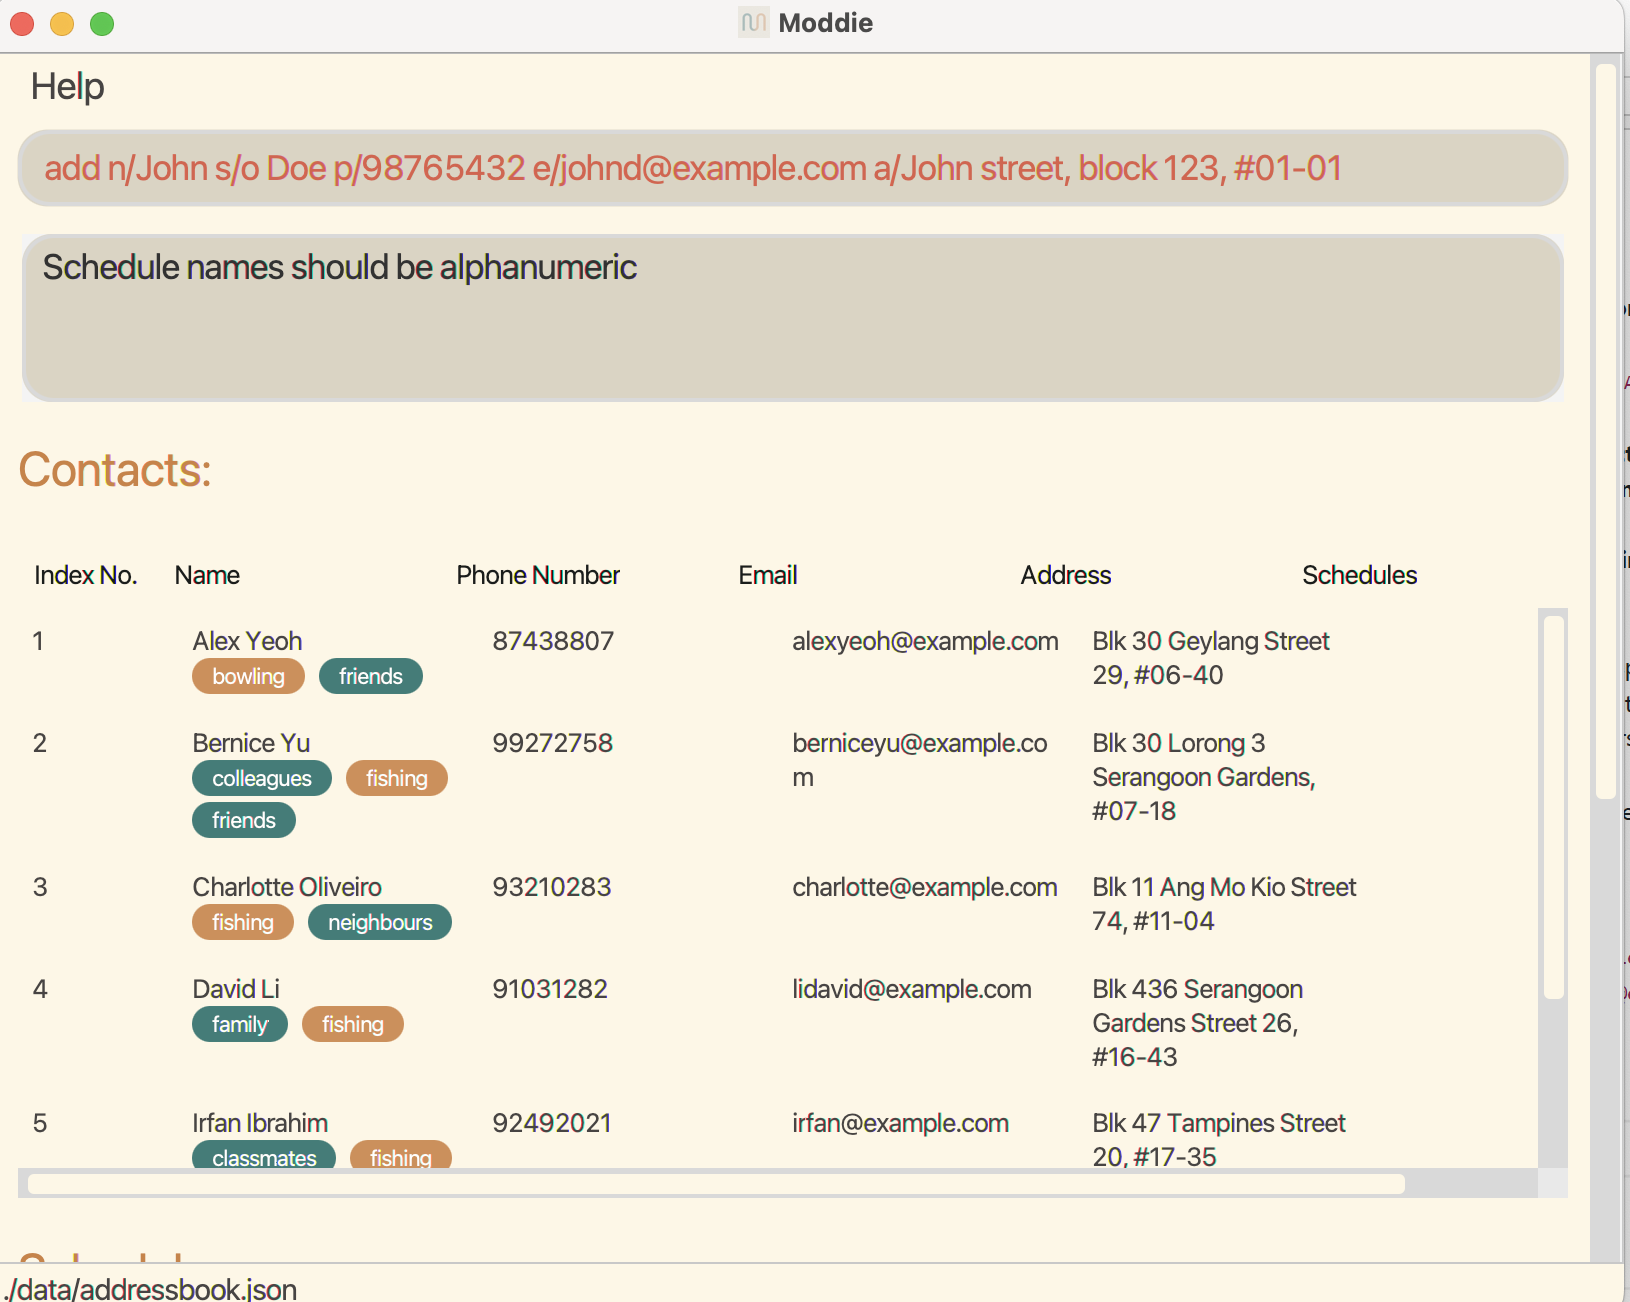 Moddie
Help
add n/John s/o Doe p/98765432 e/johnd@example.com a/John street, block 123, #01-01
Schedule names should be alphanumeric
Contacts:
Index No. Name Phone Number Email Address Schedules
1 Alex Yeoh 87438807 alexyeoh@example.com Blk 30 Geylang Street
bowling friends 29, #06-40
2 Bernice Yu 99272758 berniceyu@example.co Blk 30 Lorong 3
colleagues fishing m Serangoon Gardens,
friends #07-18
3 Charlotte Oliveiro 93210283 charlotte@example.com Blk 11 Ang Mo Kio Street
fishing neighbours 74, #11-04
4 David Li 91031282 lidavid@example.com Blk 436 Serangoon
family fishing Gardens Street 26,
#16-43
5 Irfan Ibrahim 92492021 irfan@example.com Blk 47 Tampines Street
classmates fishing 20, #17-35
./data/addressbook.json